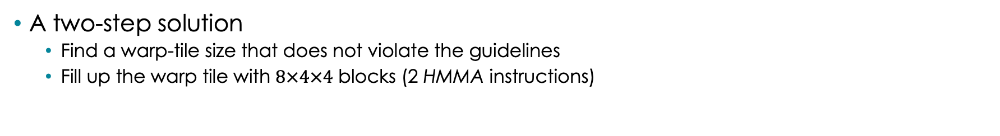 • A two-step solution
• Find a warp-tile size that does not violate the guidelines
• Fill up the warp tile with 8×4×4 blocks (2 HMMA instructions)